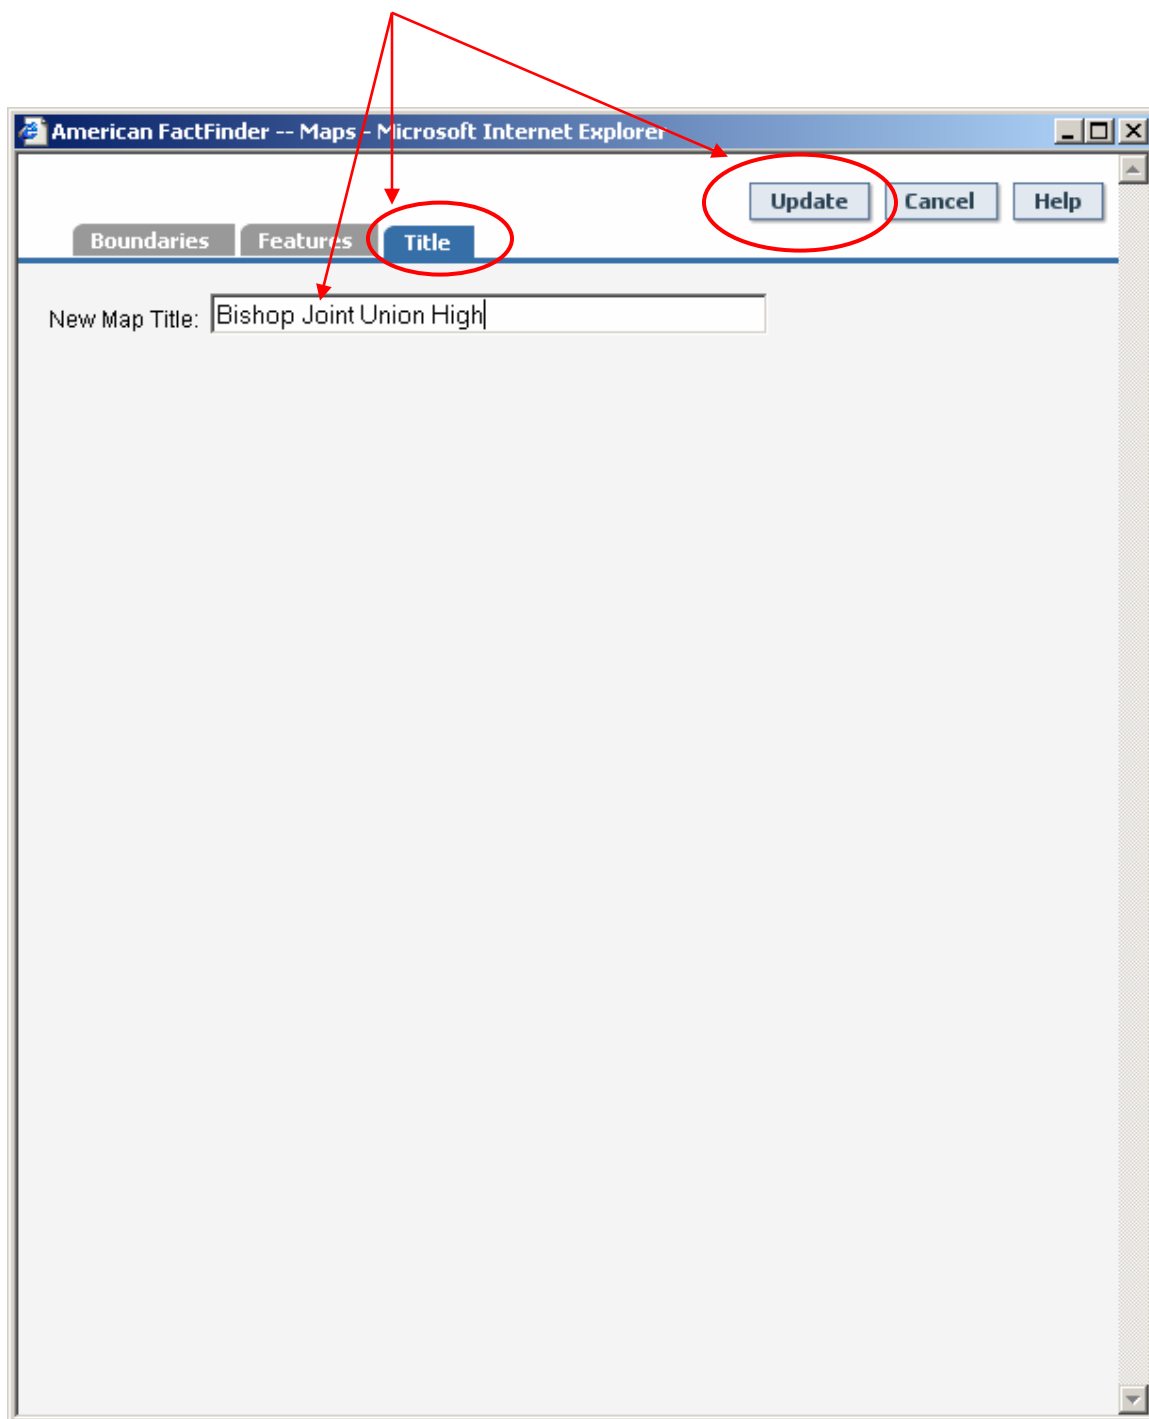 American FactFinder -- Maps - Microsoft Internet Explorer
Update Cancel Help
Boundaries Features Title
New Map Title: Bishop Joint Union High